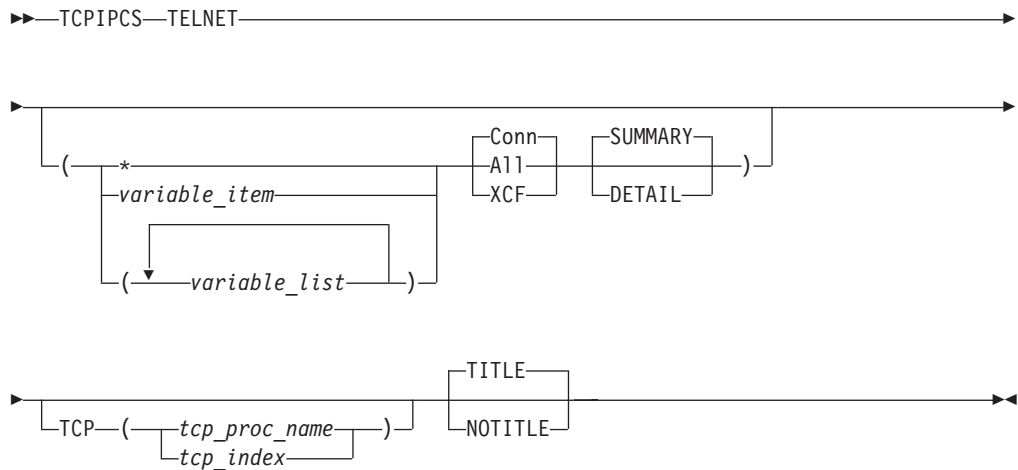 TCPIPCS TELNET
Conn SUMMARY
( * All )
variable_item XCF DETAIL
( variable_list )
TITLE
TCP ( tcp_proc_name ) NOTITLE
tcp_index